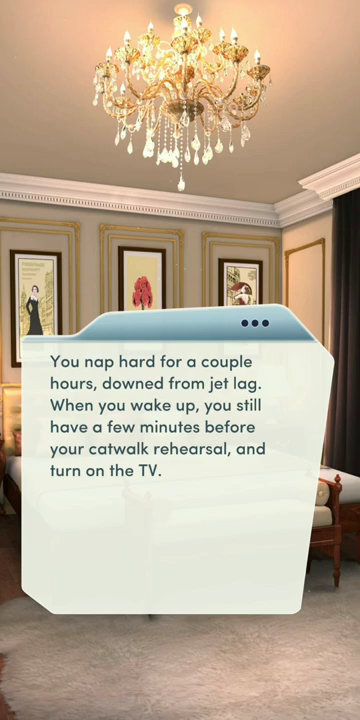 You nap hard for a couple
hours, downed from jet lag.
When you wake up, you still
have a few minutes before
your catwalk rehearsal, and
turn on the TV.